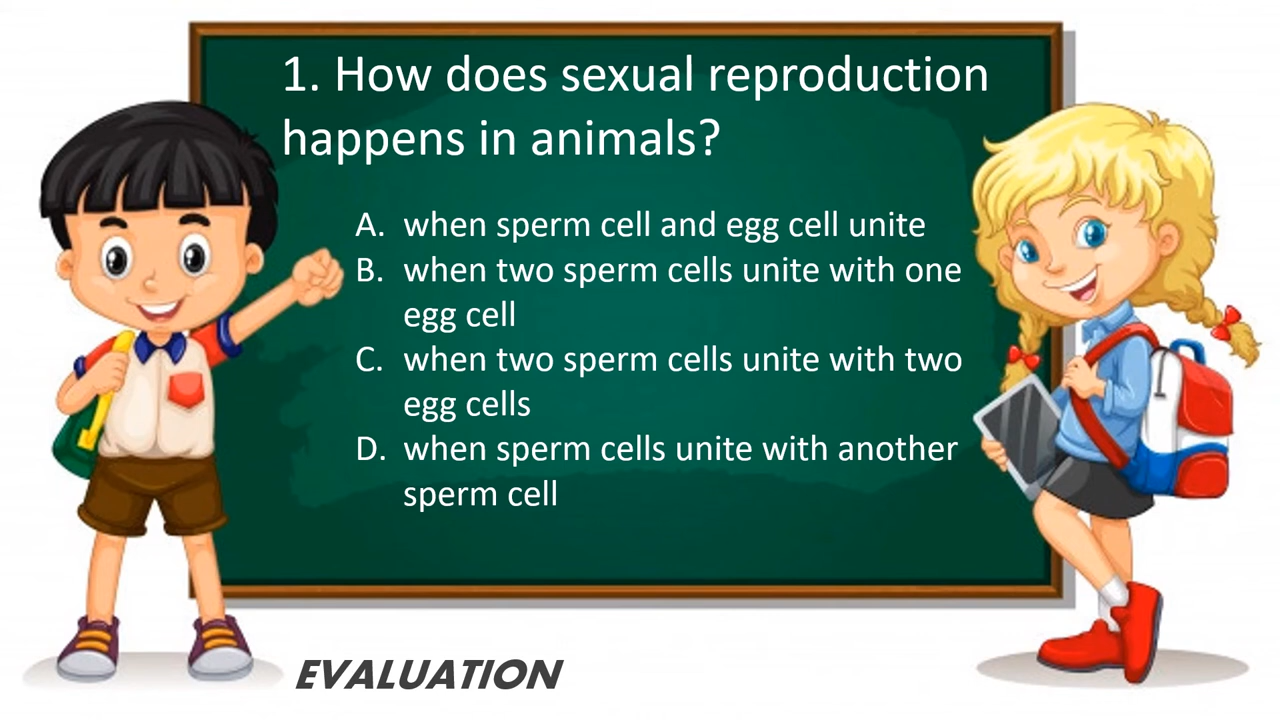 1. How does sexual reproduction
happens in animals?
A. when sperm cell and egg cell unite
B. when two sperm cells unite with one
egg cell
C. when two sperm cells unite with two
egg cells
D. when sperm cells unite with another
sperm cell
EVALUATION